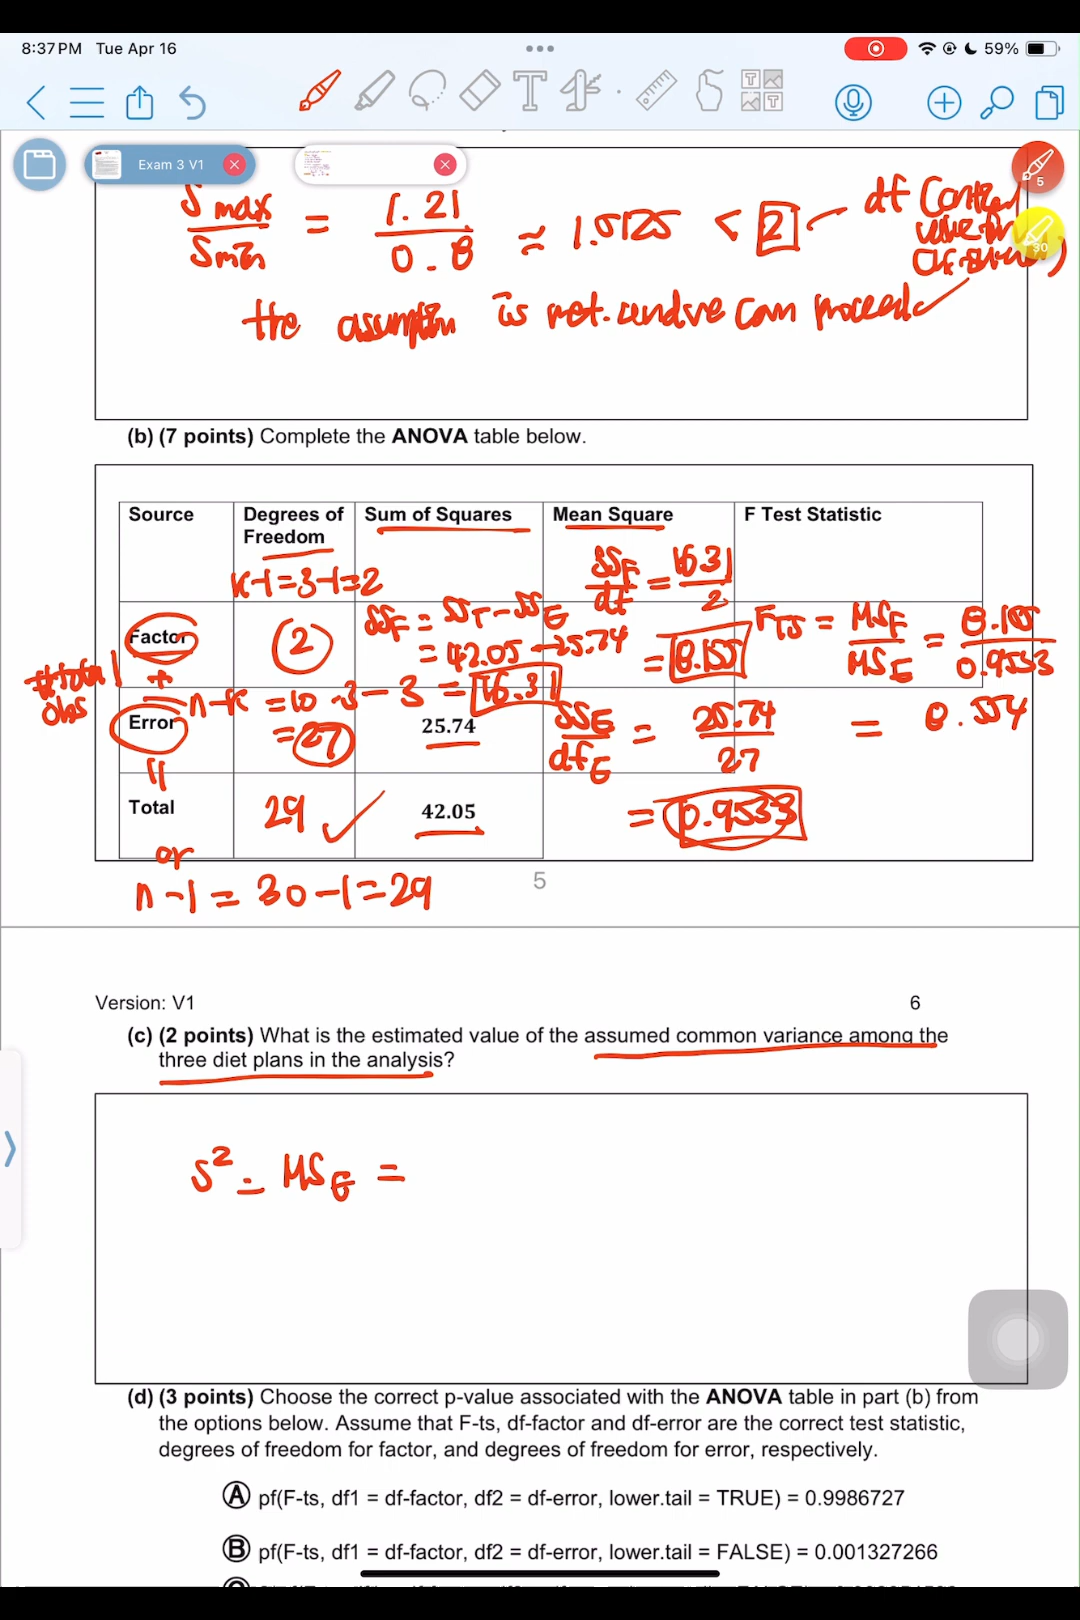 8:37 PM Tue Apr 16
59%
Exam 3 V1
5
30
S max / S min = 1.21 / 0.8 ≈ 1.5125 < 2
df
the assumption is met. and we can proceed ✓
(b) (7 points) Complete the ANOVA table below.
Source
Degrees of Freedom
Sum of Squares
Mean Square
F Test Statistic
k-1=3-1=2
SSF / df = 16.31 / 2
Factor
2
SSF = SST - SSE
= 42.05 - 25.74
= 16.31
= 8.155
FTS = MSF / MSE = 8.155 / 0.9533
= 8.554
# total obs
+
Error
n-k = 10·3 - 3
= 27
25.74
SSE / dfE = 25.74 / 27
= 0.9533
Total
29 ✓
42.05
or
n-1 = 30-1=29
5
Version: V1
6
(c) (2 points) What is the estimated value of the assumed common variance among the
three diet plans in the analysis?
S² = MSE =
(d) (3 points) Choose the correct p-value associated with the ANOVA table in part (b) from
the options below. Assume that F-ts, df-factor and df-error are the correct test statistic,
degrees of freedom for factor, and degrees of freedom for error, respectively.
Ⓐ pf(F-ts, df1 = df-factor, df2 = df-error, lower.tail = TRUE) = 0.9986727
Ⓑ pf(F-ts, df1 = df-factor, df2 = df-error, lower.tail = FALSE) = 0.001327266